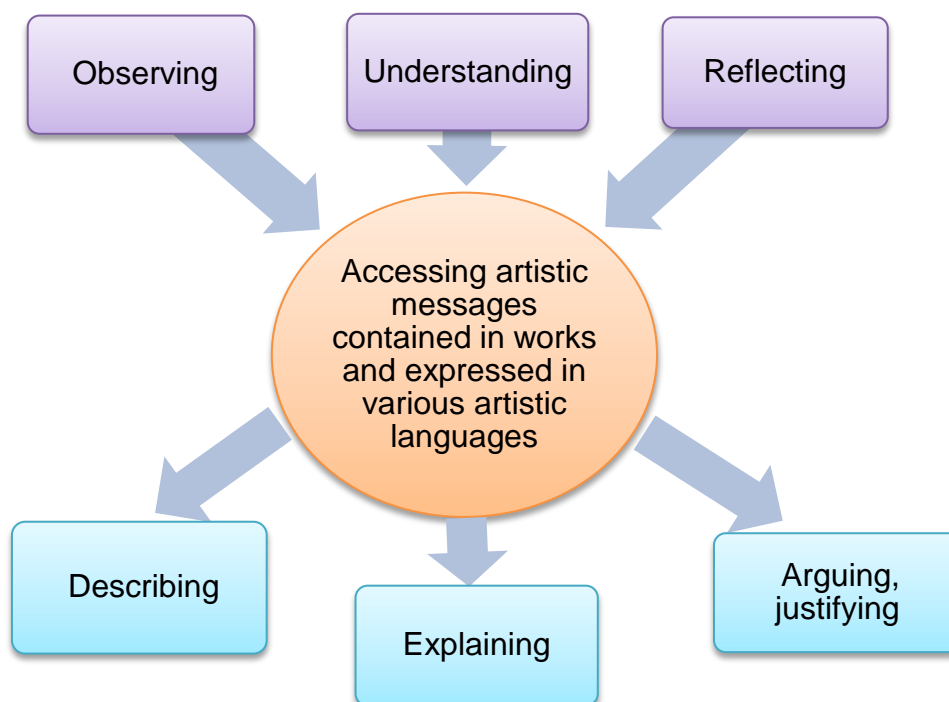 Observing
Understanding
Reflecting
Accessing artistic
messages
contained in works
and expressed in
various artistic
languages
Describing
Explaining
Arguing,
justifying